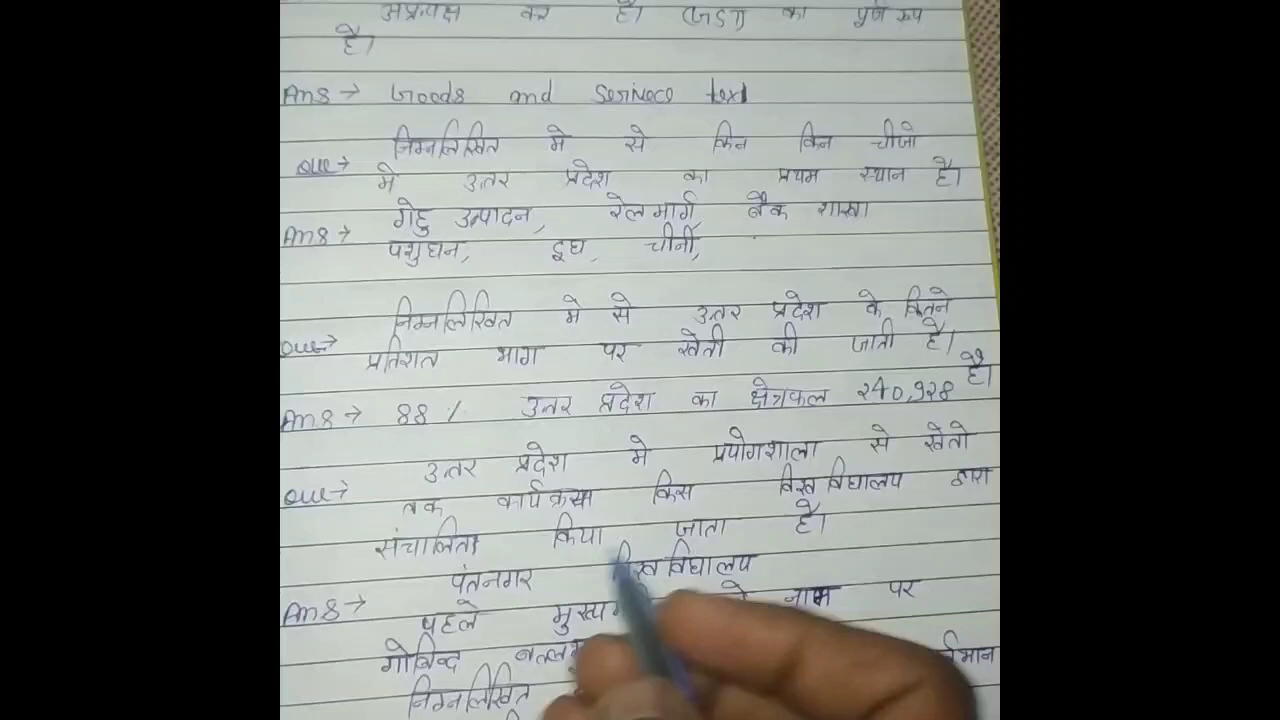 अप्रत्यक्ष कर है। (GST) का पूर्ण रूप
है।
Ans → Goods and Serivece text
निम्नलिखित मे से किन किन चीजो
Que → मे उत्तर प्रदेश का प्रथम स्थान है।
Ans → गेहु उत्पादन, रेलमार्ग, बैंक शाखा
पशुधन, दूध, चीनी,
निम्नलिखित मे से उत्तर प्रदेश के कितने
Que → प्रतिशत भाग पर खेती की जाती है।
Ans → 88% उत्तर प्रदेश का क्षेत्रफल 240,928 है।
उत्तर प्रदेश मे प्रयोगशाला से खेतो
Que → तक कार्यक्रम किस विश्वविद्यालय द्वारा
संचालित किया जाता है।
पंतनगर विश्वविद्यालय
Ans → पहले के नाम पर
गोविन्द
निम्नलिखित